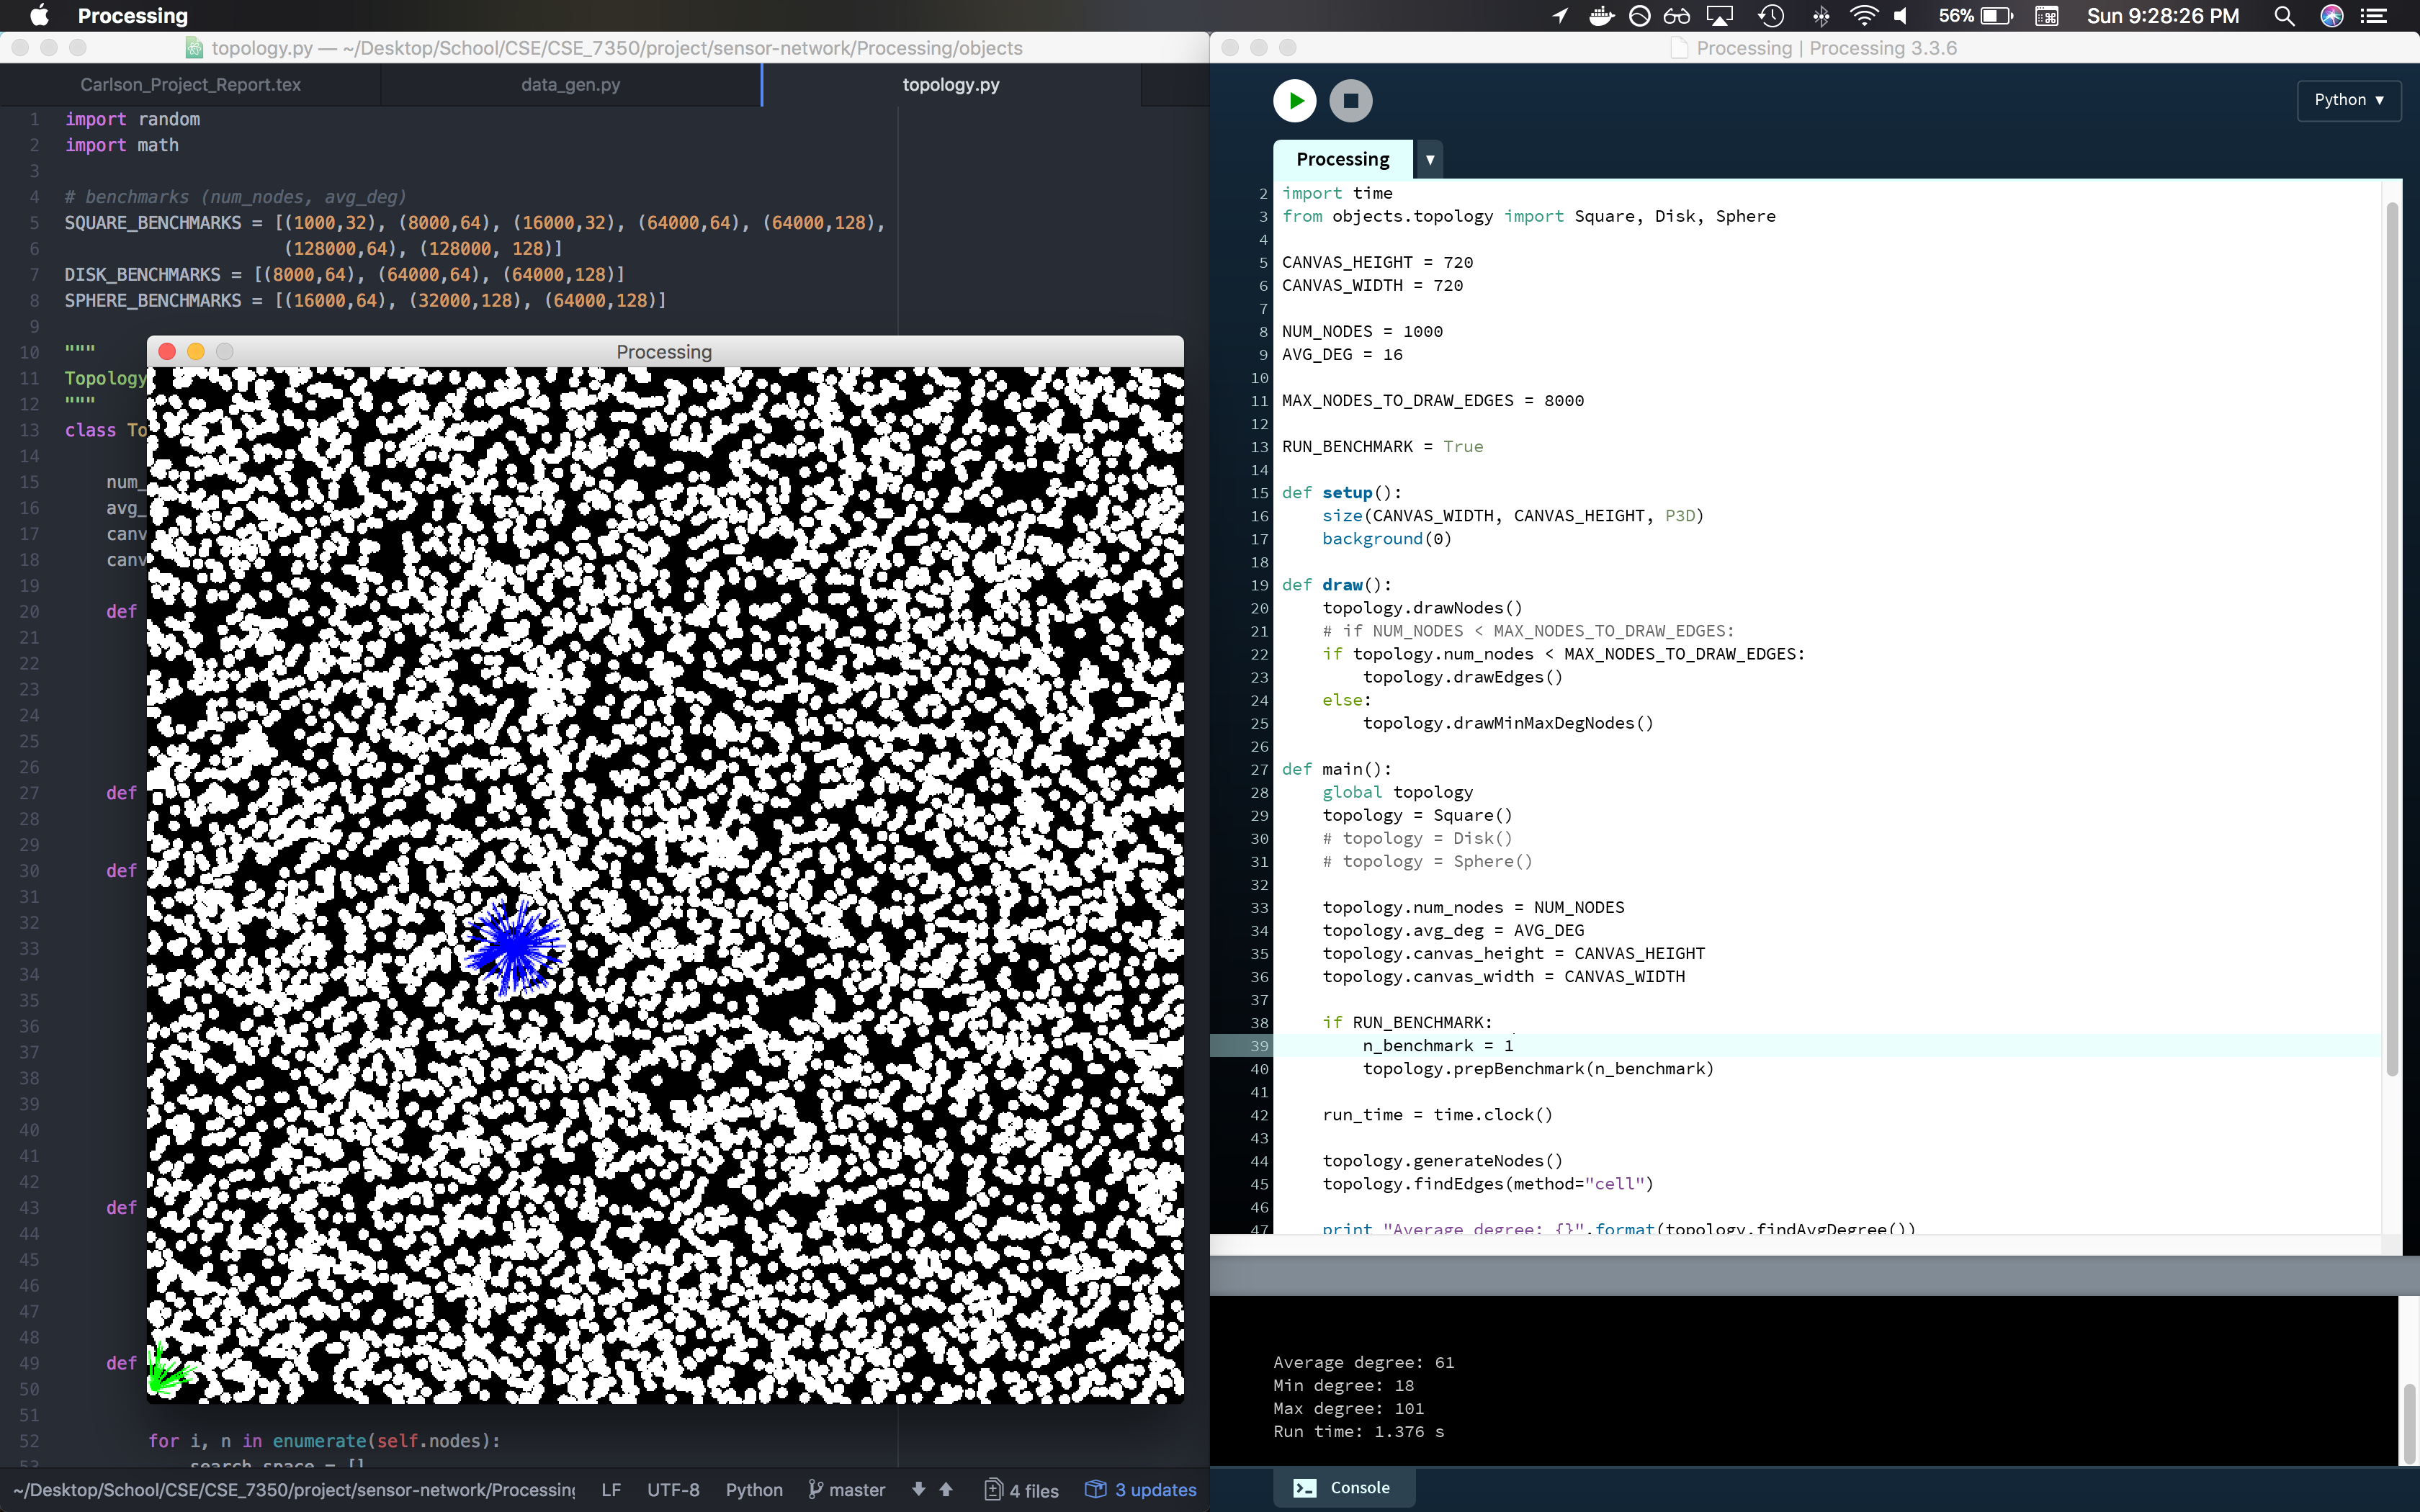 Processing
56%
Sun 9:28:26 PM
topology.py — ~/Desktop/School/CSE/CSE_7350/project/sensor-network/Processing/objects
Carlson_Project_Report.tex
data_gen.py
topology.py
1 import random
2 import math
3
4 # benchmarks (num_nodes, avg_deg)
5 SQUARE_BENCHMARKS = [(1000,32), (8000,64), (16000,32), (64000,64), (64000,128),
6 (128000,64), (128000, 128)]
7 DISK_BENCHMARKS = [(8000,64), (64000,64), (64000,128)]
8 SPHERE_BENCHMARKS = [(16000,64), (32000,128), (64000,128)]
9
10 """
11 Topology
12 """
13 class To
14
15 num_
16 avg_
17 canv
18 canv
19
20 def
21
22
23
24
25
26
27 def
28
29
30 def
31
32
33
34
35
36
37
38
39
40
41
42
43 def
44
45
46
47
48
49 def
50
51
52 for i, n in enumerate(self.nodes):
53 search_space = []
~/Desktop/School/CSE/CSE_7350/project/sensor-network/Processing
LF
UTF-8
Python
master
4 files
3 updates
Processing
Processing | Processing 3.3.6
Python ▼
Processing ▼
2 import time
3 from objects.topology import Square, Disk, Sphere
4
5 CANVAS_HEIGHT = 720
6 CANVAS_WIDTH = 720
7
8 NUM_NODES = 1000
9 AVG_DEG = 16
10
11 MAX_NODES_TO_DRAW_EDGES = 8000
12
13 RUN_BENCHMARK = True
14
15 def setup():
16 size(CANVAS_WIDTH, CANVAS_HEIGHT, P3D)
17 background(0)
18
19 def draw():
20 topology.drawNodes()
21 # if NUM_NODES < MAX_NODES_TO_DRAW_EDGES:
22 if topology.num_nodes < MAX_NODES_TO_DRAW_EDGES:
23 topology.drawEdges()
24 else:
25 topology.drawMinMaxDegNodes()
26
27 def main():
28 global topology
29 topology = Square()
30 # topology = Disk()
31 # topology = Sphere()
32
33 topology.num_nodes = NUM_NODES
34 topology.avg_deg = AVG_DEG
35 topology.canvas_height = CANVAS_HEIGHT
36 topology.canvas_width = CANVAS_WIDTH
37
38 if RUN_BENCHMARK:
39 n_benchmark = 1
40 topology.prepBenchmark(n_benchmark)
41
42 run_time = time.clock()
43
44 topology.generateNodes()
45 topology.findEdges(method="cell")
46
47 print "Average degree: {}".format(topology.findAvgDegree())
Average degree: 61
Min degree: 18
Max degree: 101
Run time: 1.376 s
Console